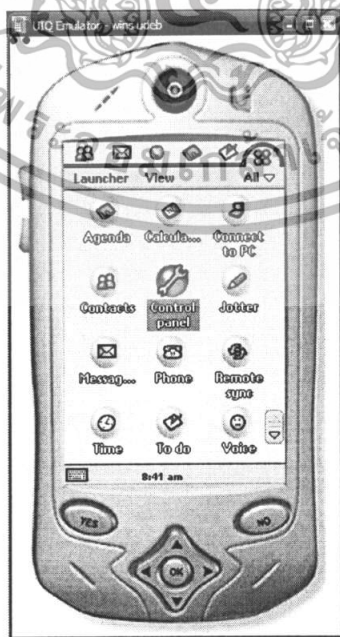 UIQ Emulator - wins udeb
Launcher View All
Agenda Calcula... Connect to PC
Contacts Control panel Jotter
Messag... Phone Remote sync
Time To do Voice
8:41 am
YES NO
OK